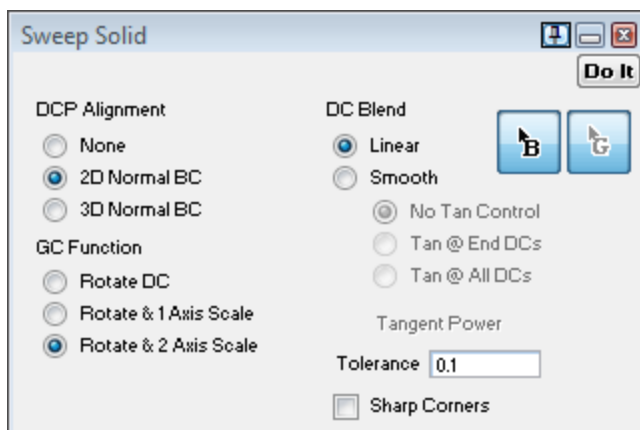 Sweep Solid
Do It
DCP Alignment
None
2D Normal BC
3D Normal BC
GC Function
Rotate DC
Rotate & 1 Axis Scale
Rotate & 2 Axis Scale
DC Blend
Linear
Smooth
No Tan Control
Tan @ End DCs
Tan @ All DCs
Tangent Power
Tolerance 0.1
Sharp Corners
B
G